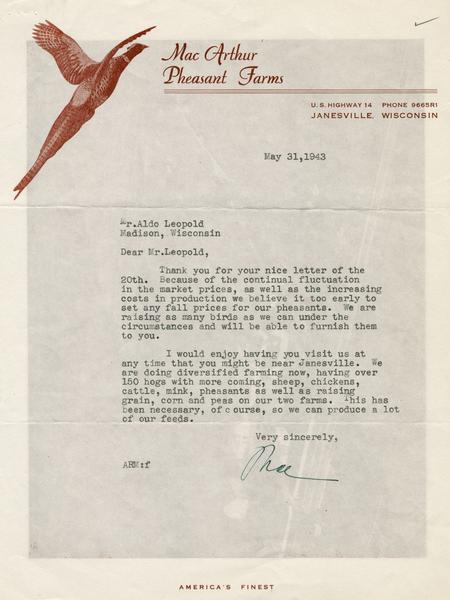 Mac Arthur
Pheasant Farms
U.S. HIGHWAY 14 PHONE 9665R1
JANESVILLE, WISCONSIN
May 31,1943
Mr.Aldo Leopold
Madison, Wisconsin
Dear Mr.Leopold,
Thank you for your nice letter of the
20th. Because of the continual fluctuation
in the market prices, as well as the increasing
costs in production we believe it too early to
set any fall prices for our pheasants. We are
raising as many birds as we can under the
circumstances and will be able to furnish them
to you.
I would enjoy having you visit us at
any time that you might be near Janesville. We
are doing diversified farming now, having over
150 hogs with more coming, sheep, chickens,
cattle, mink, pheasants as well as raising
grain, corn and peas on our two farms. This has
been necessary, of course, so we can produce a lot
of our feeds.
Very sincerely,
Mac
ARM:f
AMERICA'S FINEST